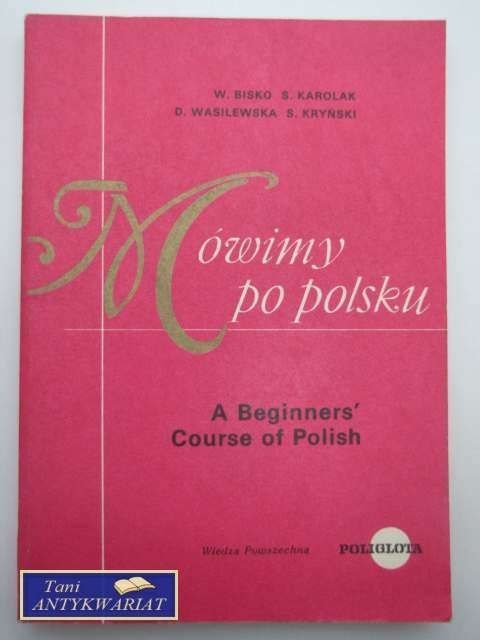 W. BISKO S. KAROLAK
D. WASILEWSKA S. KRYŃSKI
Mówimy
po polsku
A Beginners'
Course of Polish
Wiedza Powszechna POLIGLOTA
Tani
ANTYKWARIAT